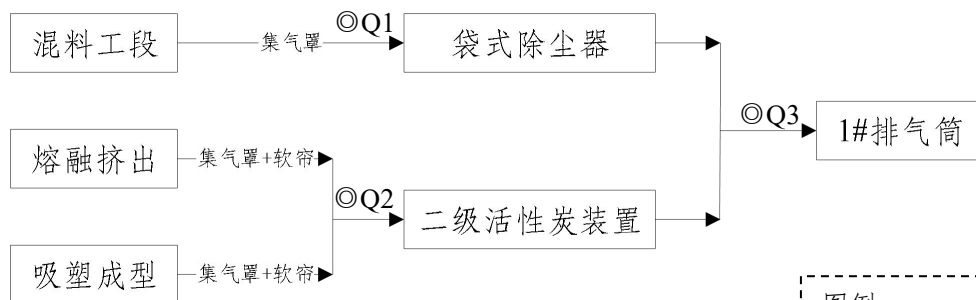 混料工段
集气罩
◎Q1
袋式除尘器
◎Q3
1#排气筒
熔融挤出
集气罩+软帘
◎Q2
二级活性炭装置
吸塑成型
集气罩+软帘
图例